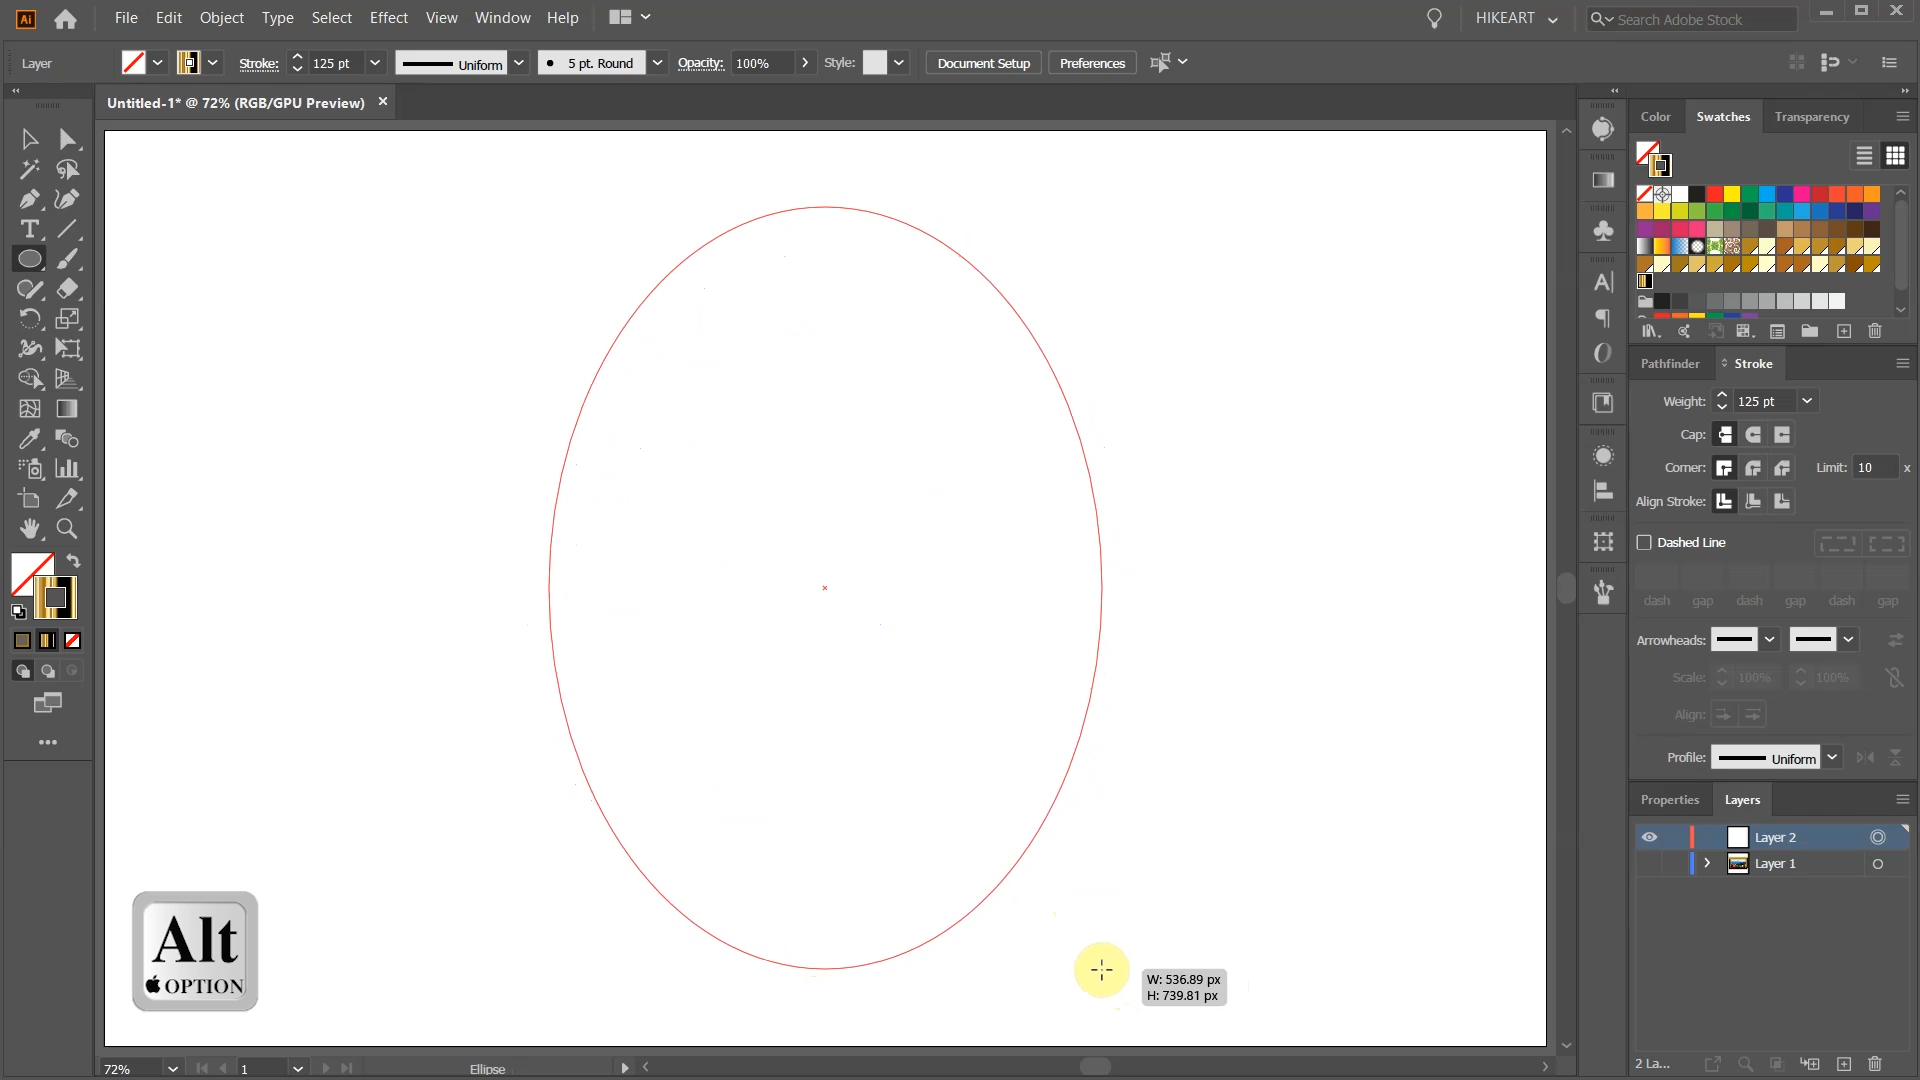 Ai File Edit Object Type Select Effect View Window Help HIKEART Search Adobe Stock
Layer Stroke: 125 pt Uniform 5 pt. Round Opacity: 100% Style: Document Setup Preferences
Untitled-1* @ 72% (RGB/GPU Preview)
Color Swatches Transparency
Pathfinder Stroke
Weight: 125 pt
Cap:
Corner: Limit: 10 x
Align Stroke:
Dashed Line
dash gap dash gap dash gap
Arrowheads:
Scale: 100% 100%
Align:
Profile: Uniform
Properties Layers
Layer 2
Layer 1
Alt
OPTION
W: 536.89 px
H: 739.81 px
72% 1 Ellipse
2 La...